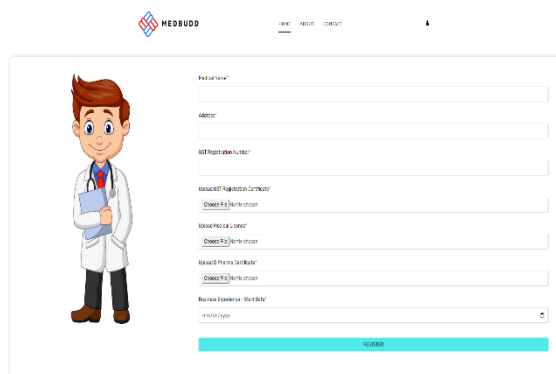 MEDBUDD
HOME ABOUT CONTACT
Medical Name*
Address*
GST Registration Number*
Upload GST Registration Certificate*
Choose File No file chosen
Upload Medical License*
Choose File No file chosen
Upload B Pharma Certificate*
Choose File No file chosen
Business Experience - Start Date*
mm/dd/yyyy
REGISTER